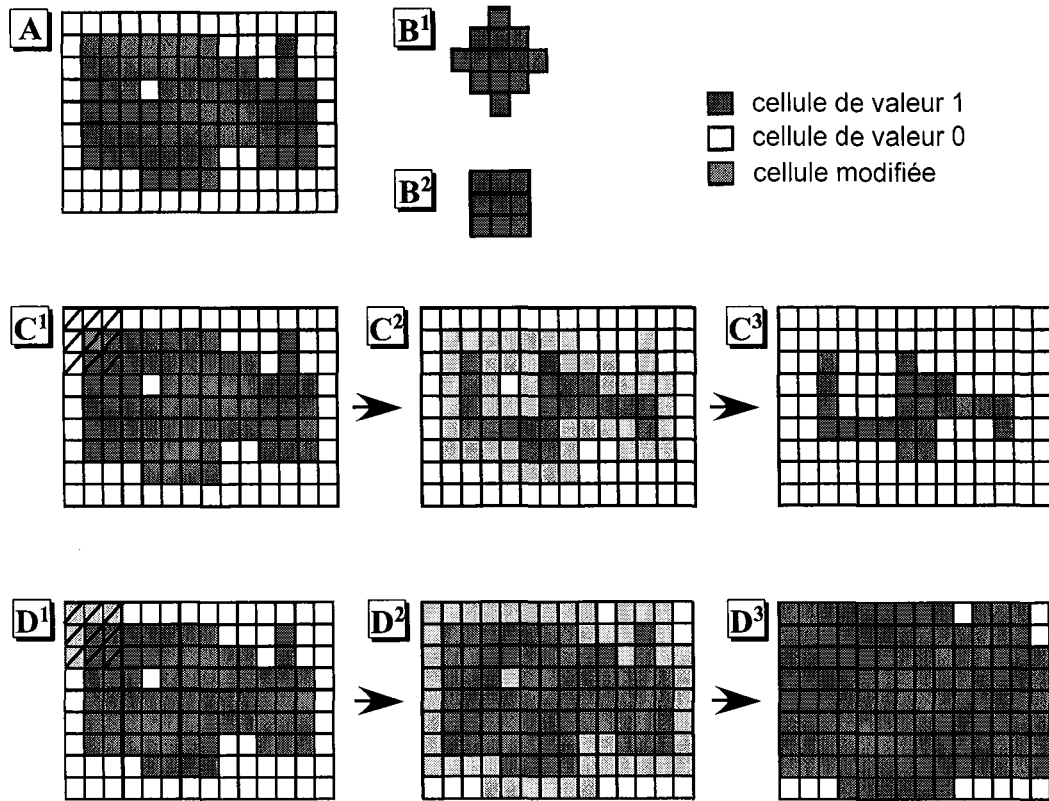 A
B¹
cellule de valeur 1
cellule de valeur 0
B²
cellule modifiée
C¹
C²
C³
D¹
D²
D³